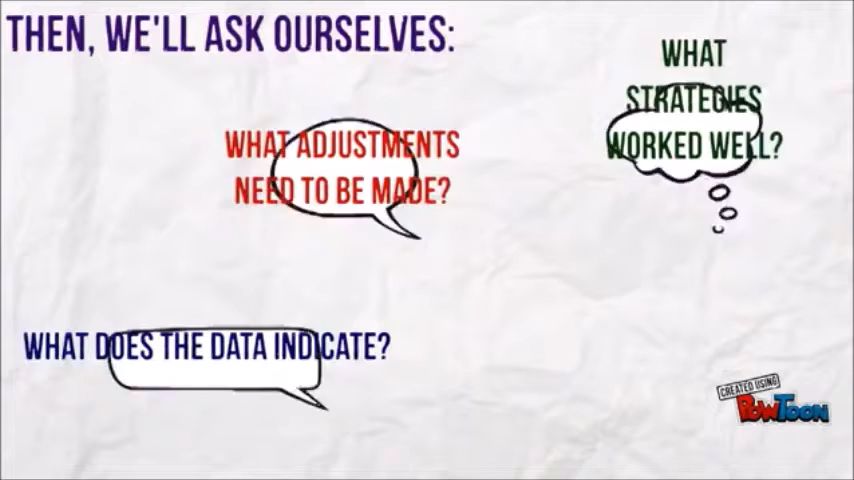 THEN, WE'LL ASK OURSELVES:
WHAT
STRATEGIES
WORKED WELL?
WHAT ADJUSTMENTS
NEED TO BE MADE?
WHAT DOES THE DATA INDICATE?
CREATED USING
POWTOON